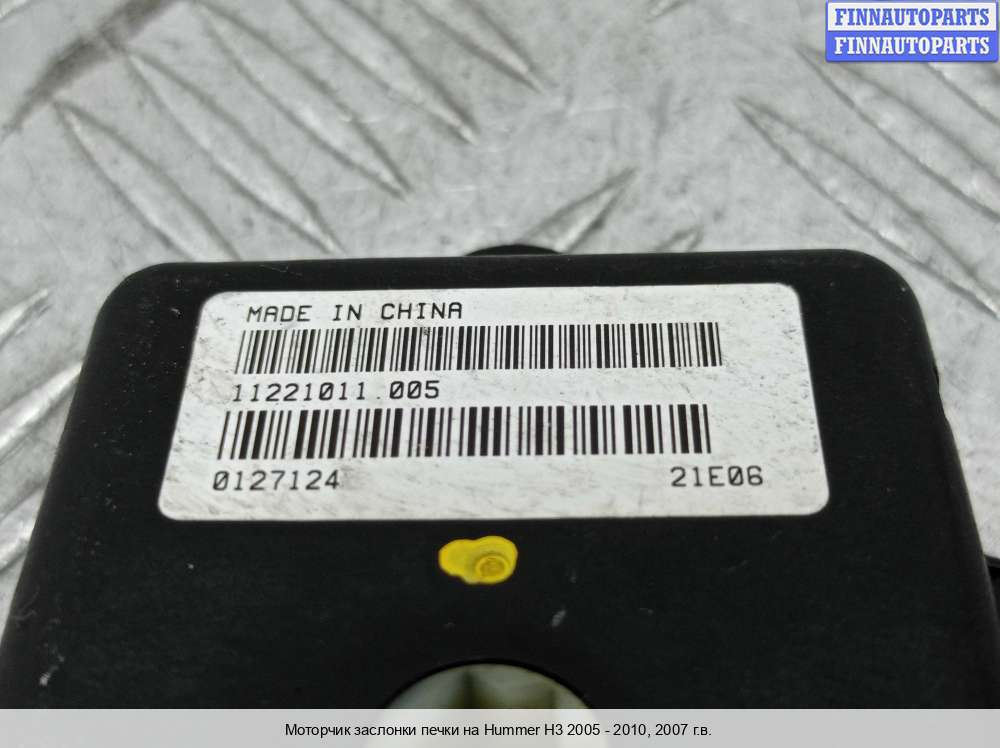 FINNAUTOPARTS
FINNAUTOPARTS
MADE IN CHINA
11221011.005
0127124 21E06
Моторчик заслонки печки на Hummer H3 2005 - 2010, 2007 г.в.